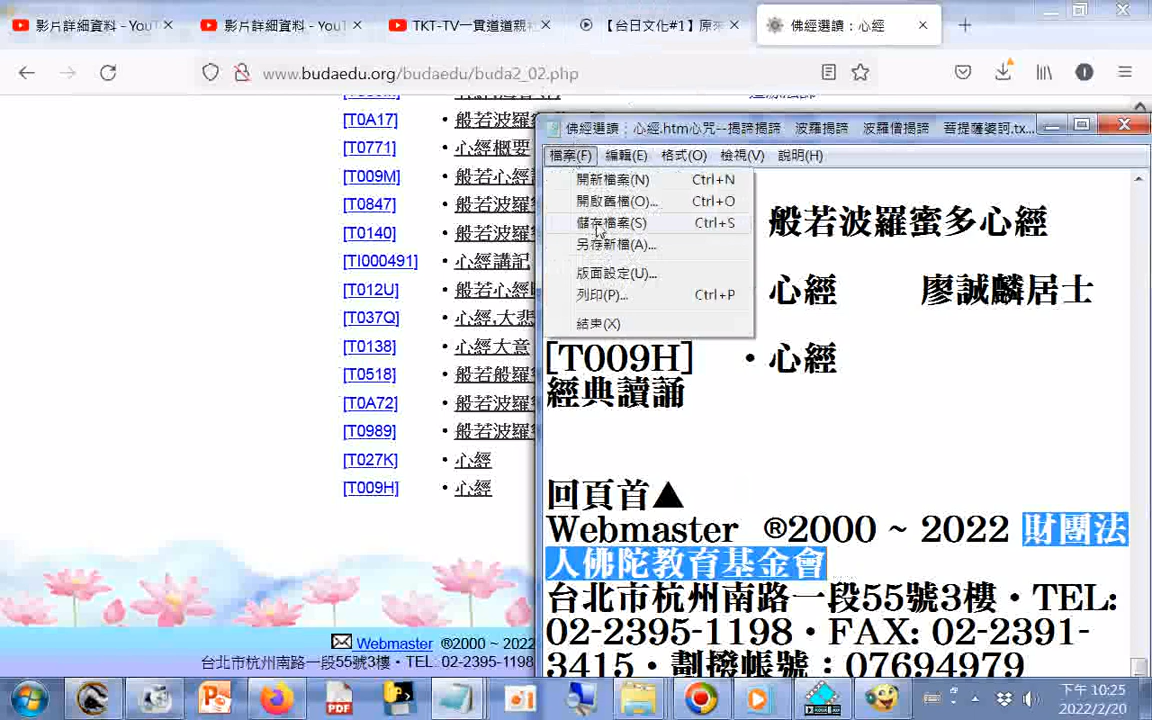 影片詳細資料 - YouT
影片詳細資料 - YouT
TKT-TV一貫道道親
【台日文化#1】原
佛經選讀：心經
www.budaedu.org/budaedu/buda2_02.php
[T0A17] • 般若波羅
[T0771] • 心經概要
[T009M] • 般若心經
[T0847] • 般若波羅
[T0140] • 般若波羅
[TI000491] • 心經講記
[T012U] • 般若心經
[T037Q] • 心經,大悲
[T0138] • 心經大意
[T0518] • 般若般羅
[T0A72] • 般若波羅
[T0989] • 般若波羅
[T027K] • 心經
[T009H] • 心經
Webmaster ®2000 ~ 2022
台北市杭州南路一段55號3樓・TEL: 02-2395-1198
佛經選讀：心經.htm心咒--揭諦揭諦 波羅揭諦 波羅僧揭諦 菩提薩婆訶.tx...
檔案(F) 編輯(E) 格式(O) 檢視(V) 說明(H)
開新檔案(N) Ctrl+N
開啟舊檔(O)... Ctrl+O
儲存檔案(S) Ctrl+S
另存新檔(A)...
版面設定(U)...
列印(P)... Ctrl+P
結束(X)
般若波羅蜜多心經
心經 廖誠麟居士
[T009H] ・心經
經典讀誦
回頁首▲
Webmaster ®2000 ~ 2022 財團法
人佛陀教育基金會
台北市杭州南路一段55號3樓・TEL:
02-2395-1198・FAX: 02-2391-
3415・劃撥帳號：07694979
下午 10:25
2022/2/20